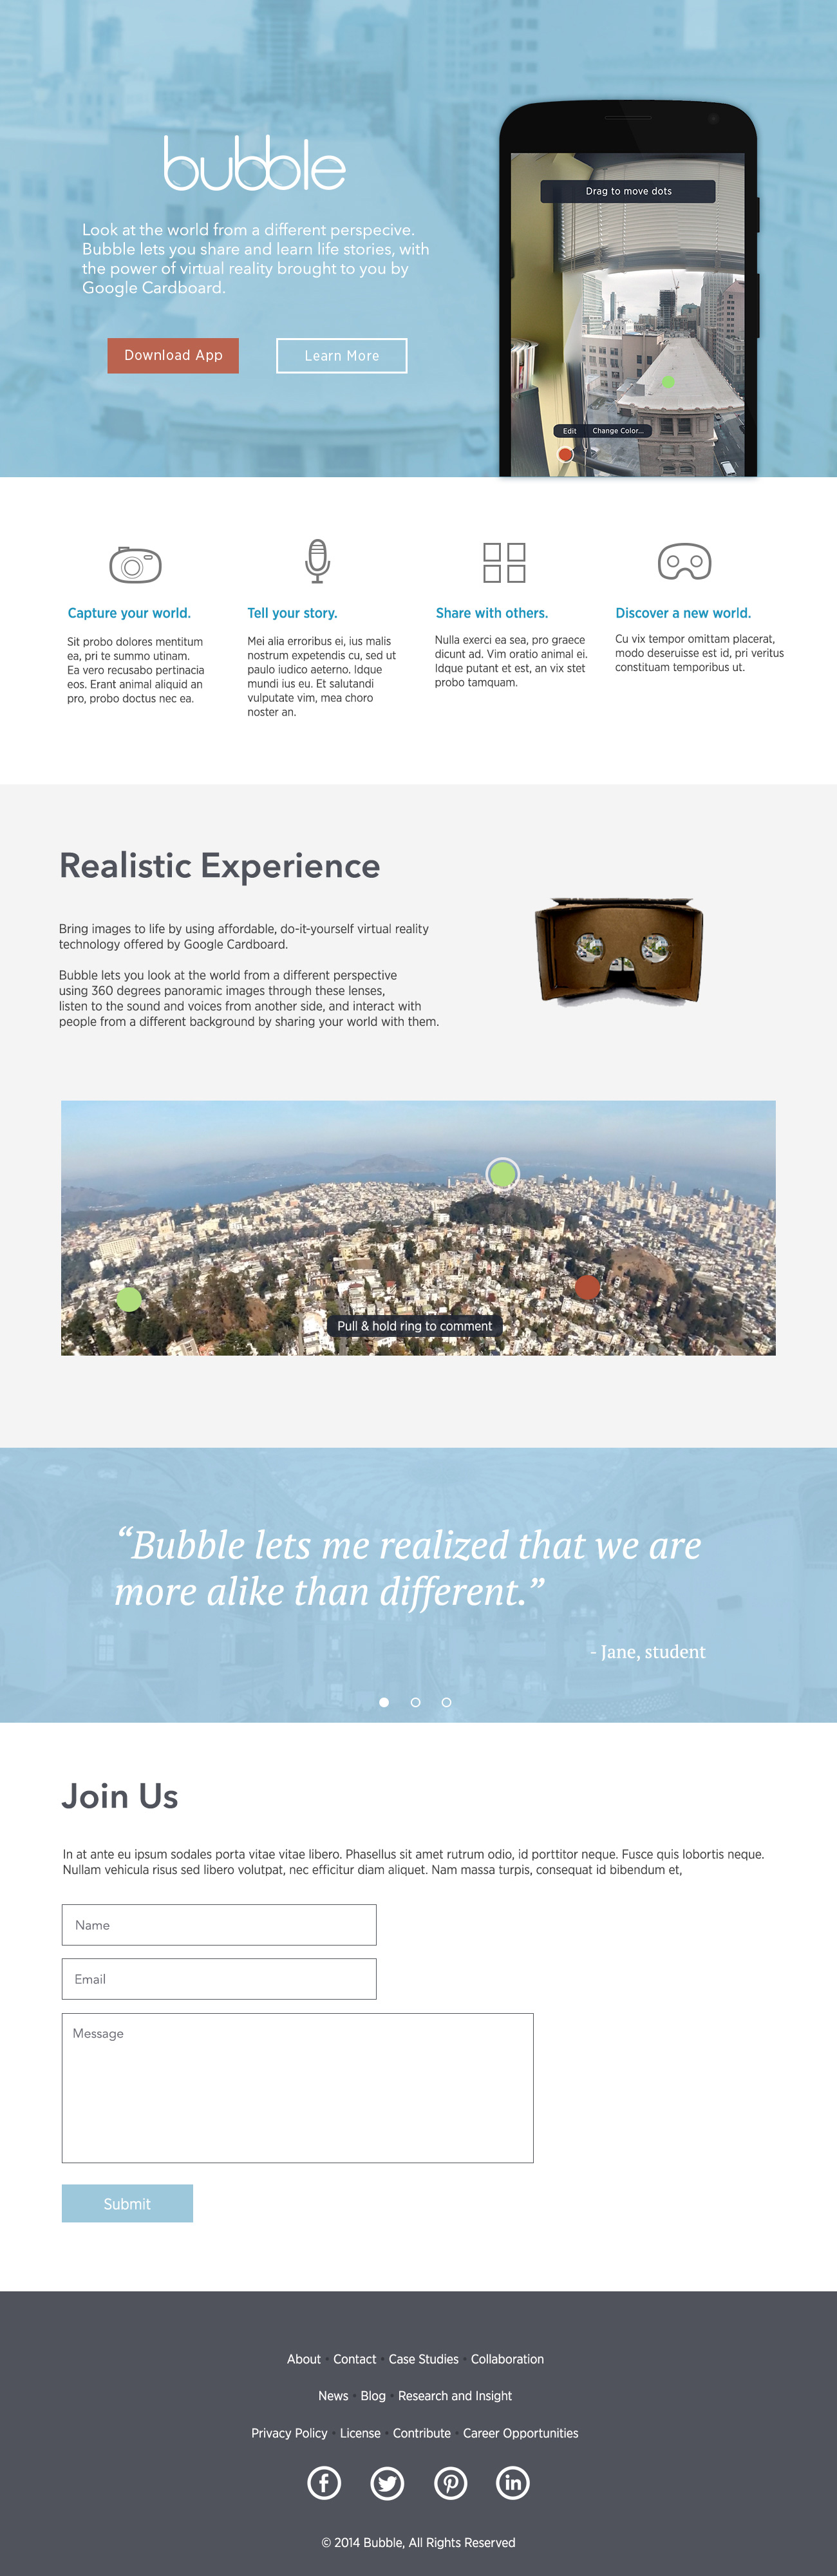 bubble
Look at the world from a different perspecive.
Bubble lets you share and learn life stories, with
the power of virtual reality brought to you by
Google Cardboard.
Download App
Learn More
Drag to move dots
Edit
Change Color...
Capture your world.
Sit probo dolores mentitum
ea, pri te summo utinam.
Ea vero recusabo pertinacia
eos. Erant animal aliquid an
pro, probo doctus nec ea.
Tell your story.
Mei alia erroribus ei, ius malis
nostrum expetendis cu, sed ut
paulo iudico aeterno. Idque
mundi ius eu. Et salutandi
vulputate vim, mea choro
noster an.
Share with others.
Nulla exerci ea sea, pro graece
dicunt ad. Vim oratio animal ei.
Idque putant et est, an vix stet
probo tamquam.
Discover a new world.
Cu vix tempor omittam placerat,
modo deseruisse est id, pri veritus
constituam temporibus ut.
Realistic Experience
Bring images to life by using affordable, do-it-yourself virtual reality
technology offered by Google Cardboard.
Bubble lets you look at the world from a different perspective
using 360 degrees panoramic images through these lenses,
listen to the sound and voices from another side, and interact with
people from a different background by sharing your world with them.
Pull & hold ring to comment
“Bubble lets me realized that we are
more alike than different.”
- Jane, student
Join Us
In at ante eu ipsum sodales porta vitae vitae libero. Phasellus sit amet rutrum odio, id porttitor neque. Fusce quis lobortis neque.
Nullam vehicula risus sed libero volutpat, nec efficitur diam aliquet. Nam massa turpis, consequat id bibendum et,
Name
Email
Message
Submit
About · Contact · Case Studies · Collaboration
News · Blog · Research and Insight
Privacy Policy · License · Contribute · Career Opportunities
© 2014 Bubble, All Rights Reserved